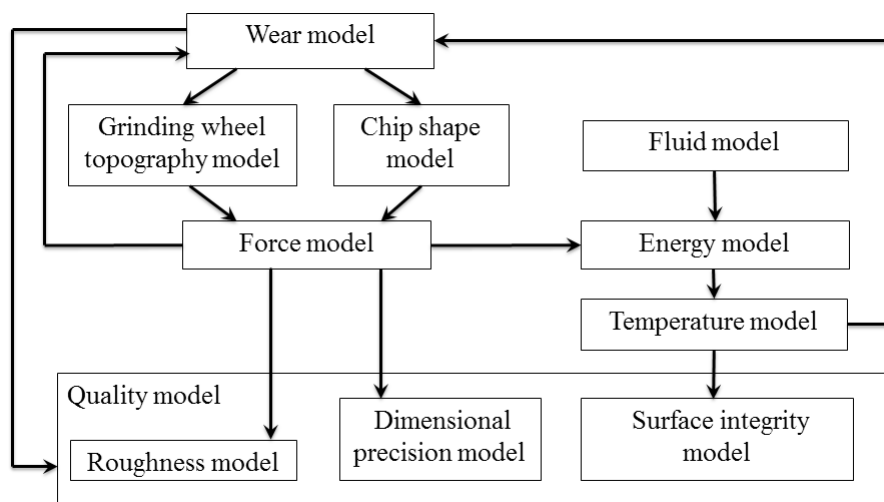 Wear model
Grinding wheel
topography model
Chip shape
model
Fluid model
Force model
Energy model
Temperature model
Quality model
Roughness model
Dimensional
precision model
Surface integrity
model